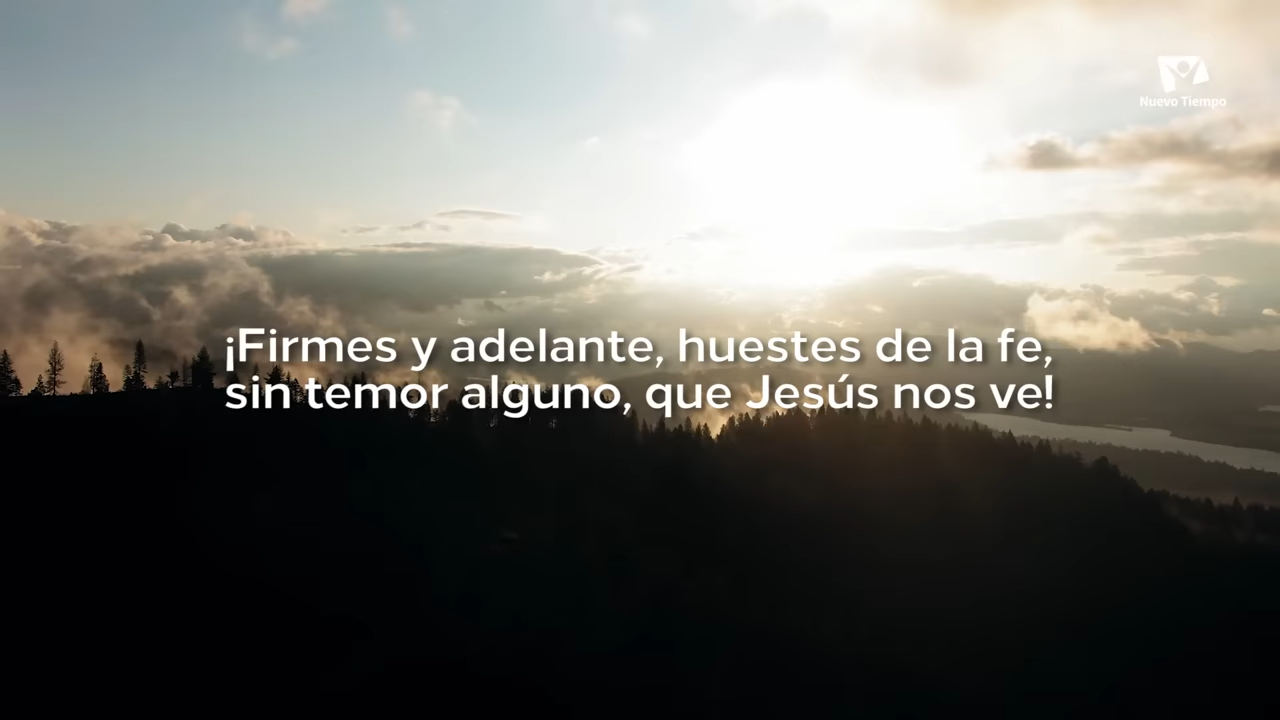 Nuevo Tiempo
¡Firmes y adelante, huestes de la fe,
sin temor alguno, que Jesús nos ve!